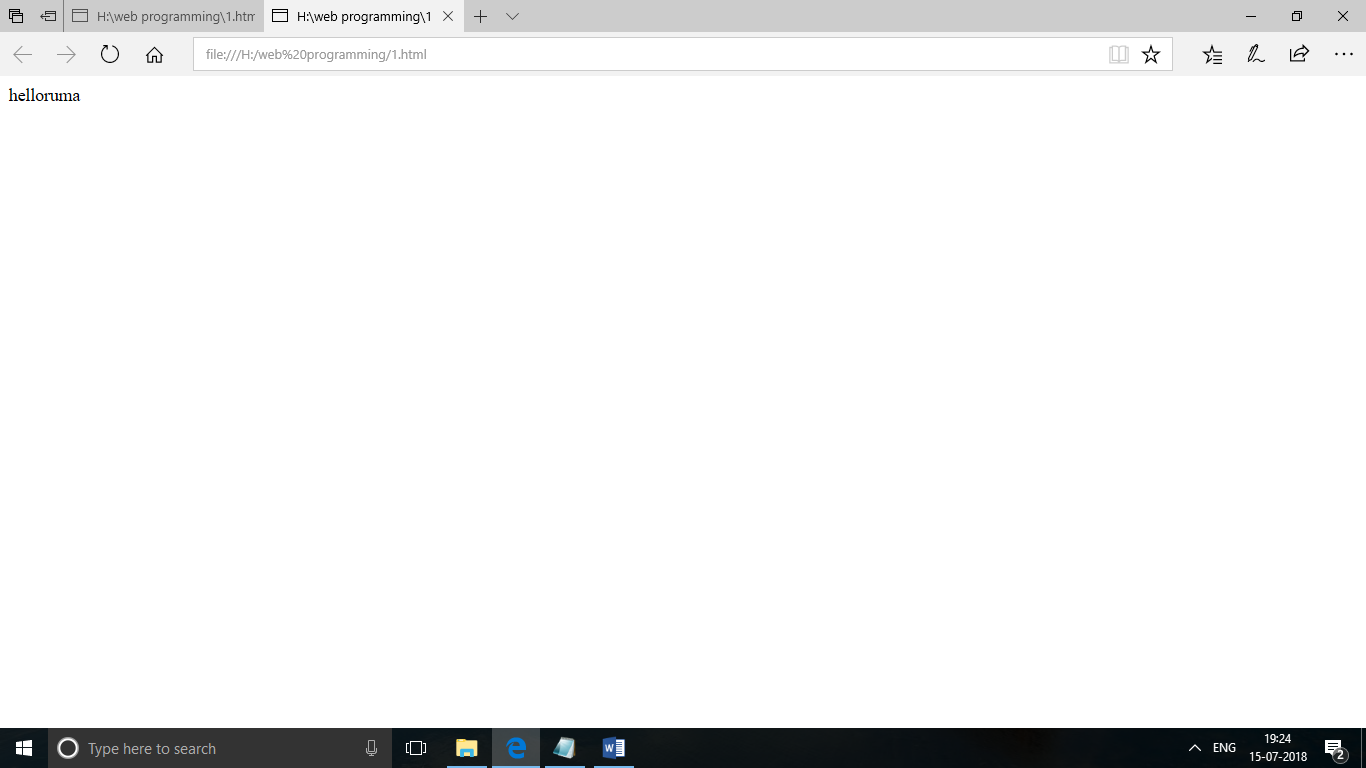 H:\web programming\1.htm
H:\web programming\1
file:///H:/web%20programming/1.html
helloruma
Type here to search
W
ENG
19:24
15-07-2018
2